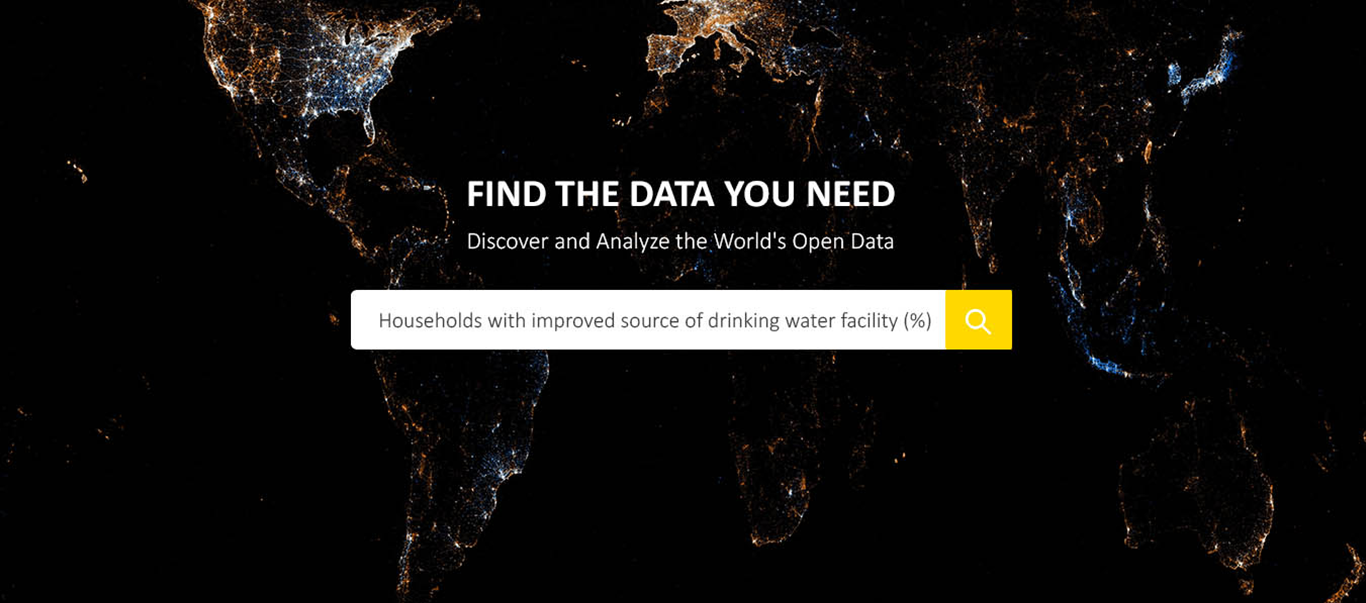 FIND THE DATA YOU NEED
Discover and Analyze the World's Open Data
Households with improved source of drinking water facility (%)